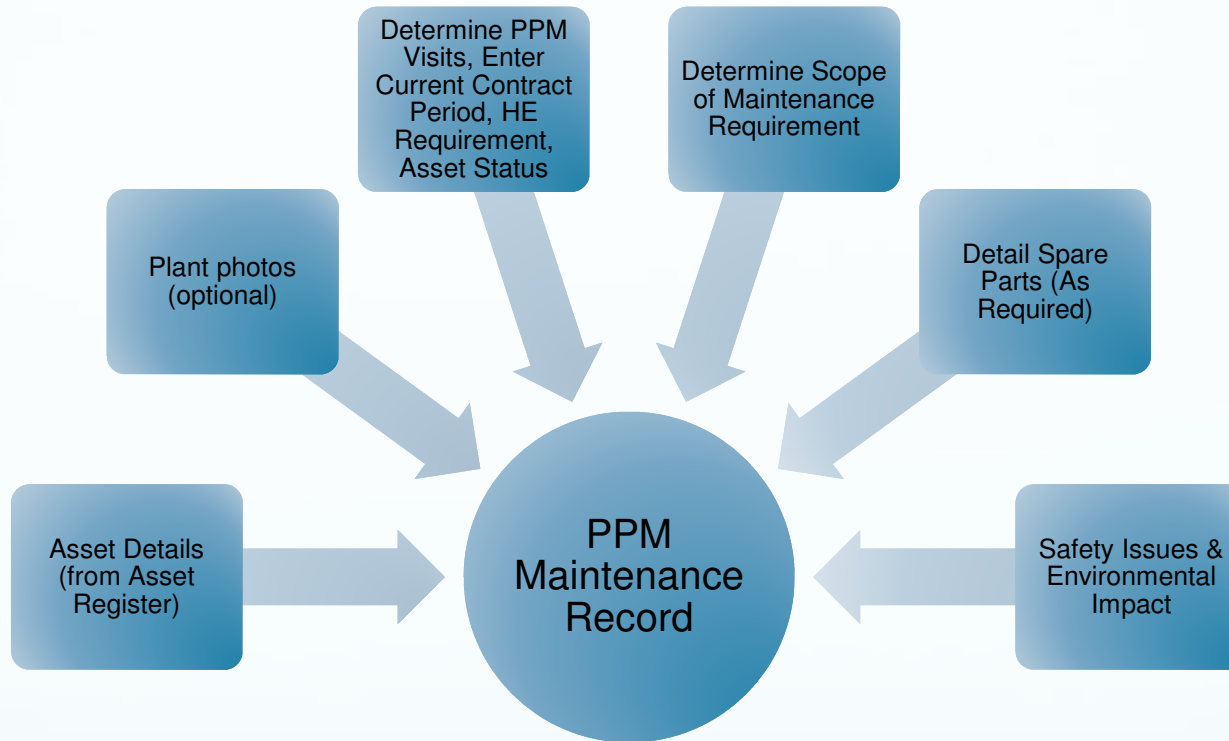 Determine PPM
Visits, Enter
Current Contract
Period, HE
Requirement,
Asset Status
Determine Scope
of Maintenance
Requirement
Plant photos
(optional)
Detail Spare
Parts (As
Required)
Asset Details
(from Asset
Register)
PPM
Maintenance
Record
Safety Issues &
Environmental
Impact